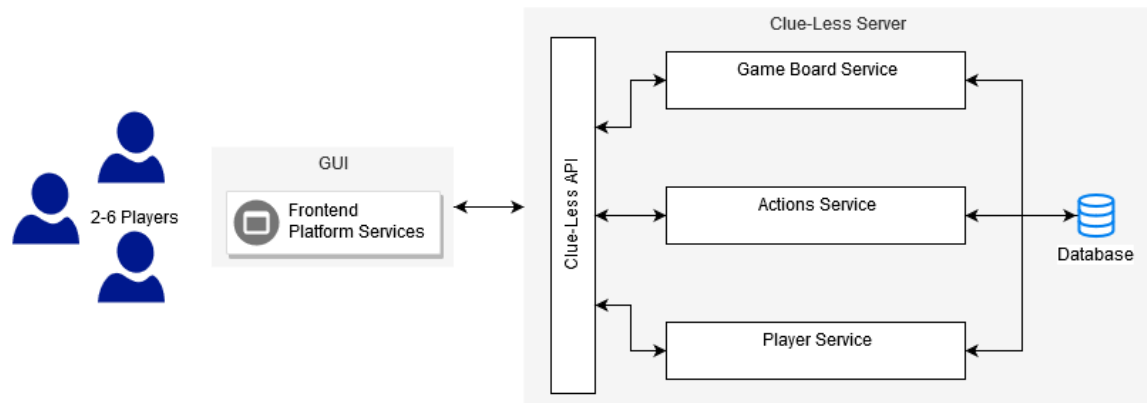 2-6 Players
GUI
Frontend
Platform Services
Clue-Less Server
Clue-Less API
Game Board Service
Actions Service
Player Service
Database